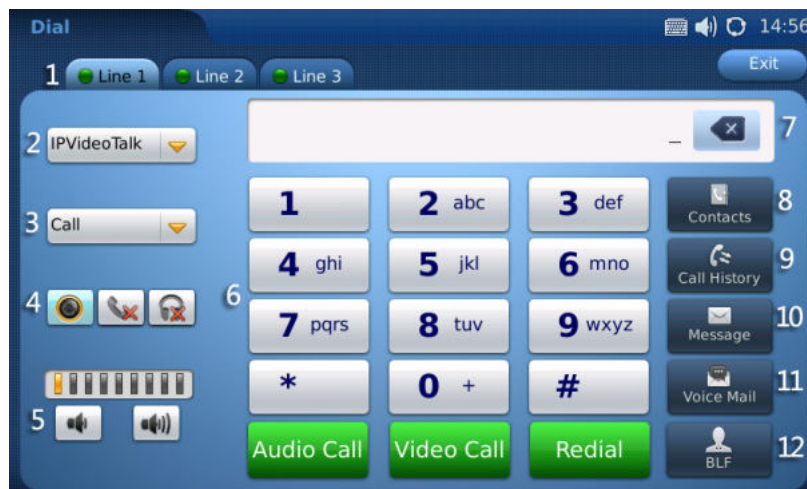 Dial
14:56
Exit
1 Line 1 Line 2 Line 3
2 IPVideoTalk
_
7
3 Call
1
2 abc
3 def
Contacts
8
4 ghi
5 jkl
6 mno
Call History
9
4
6
7 pqrs
8 tuv
9 wxyz
Message
10
*
0 +
#
Voice Mail
11
5
Audio Call
Video Call
Redial
BLF
12